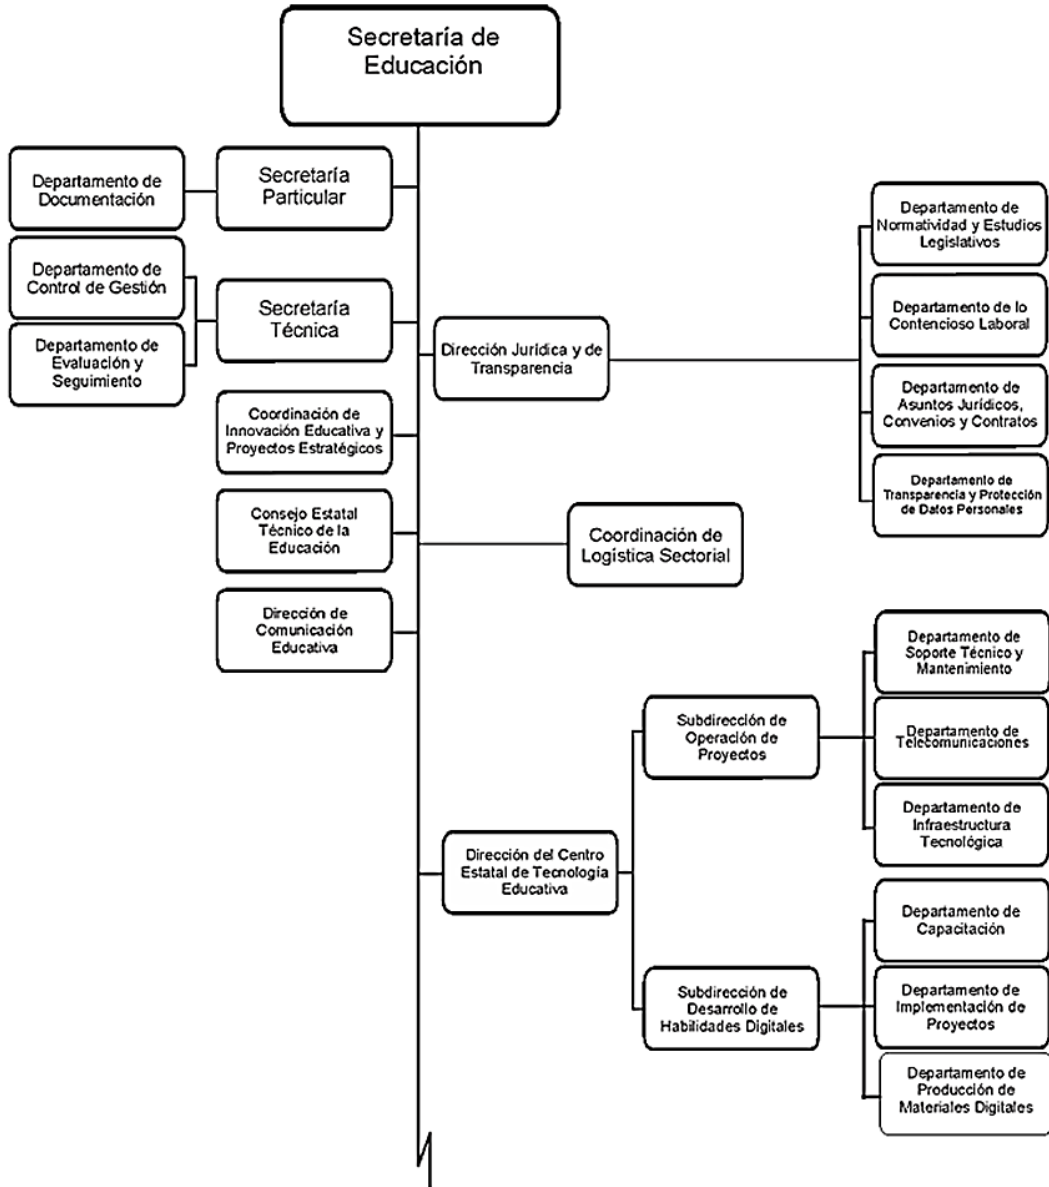 Secretaría de
Educación
Departamento de
Documentación
Secretaría
Particular
Departamento de
Control de Gestión
Departamento de
Evaluación y
Seguimiento
Secretaría
Técnica
Coordinación de
Innovación Educativa y
Proyectos Estratégicos
Consejo Estatal
Técnico de la
Educación
Dirección de
Comunicación
Educativa
Dirección Jurídica y de
Transparencia
Departamento de
Normatividad y Estudios
Legislativos
Departamento de lo
Contencioso Laboral
Departamento de
Asuntos Jurídicos,
Convenios y Contratos
Departamento de
Transparencia y Protección
de Datos Personales
Coordinación de
Logística Sectorial
Dirección del Centro
Estatal de Tecnología
Educativa
Subdirección de
Operación de
Proyectos
Departamento de
Soporte Técnico y
Mantenimiento
Departamento de
Telecomunicaciones
Departamento de
Infraestructura
Tecnológica
Subdirección de
Desarrollo de
Habilidades Digitales
Departamento de
Capacitación
Departamento de
Implementación de
Proyectos
Departamento de
Producción de
Materiales Digitales